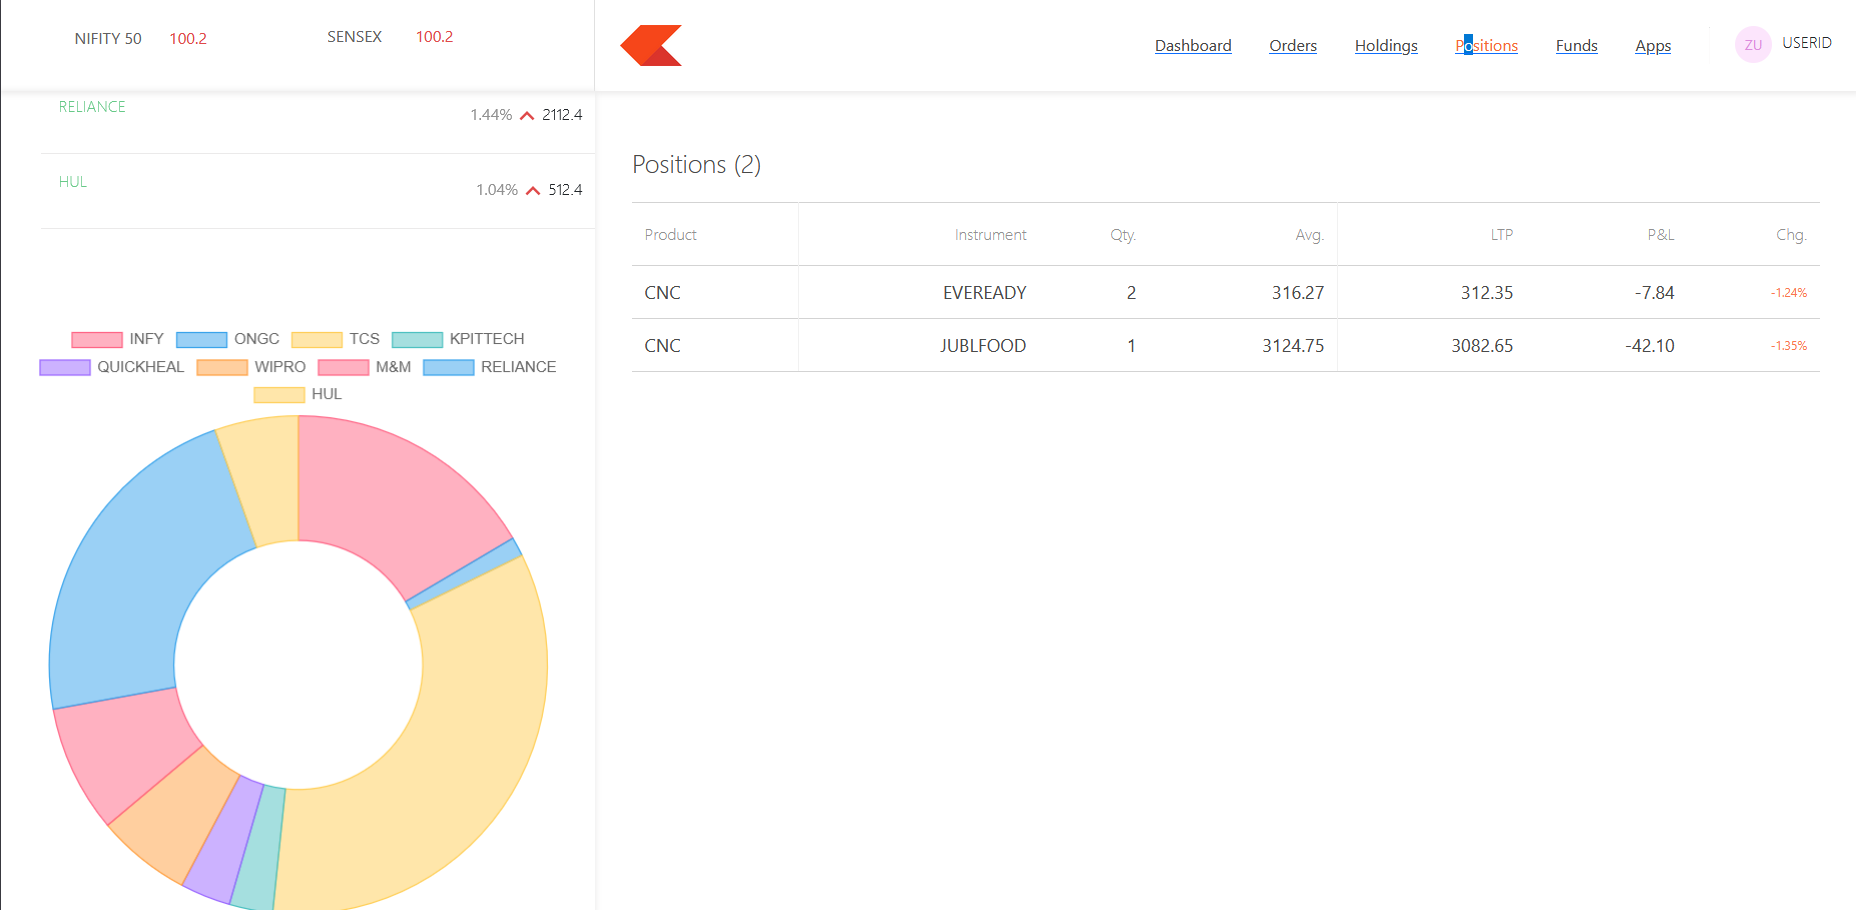 NIFITY 50 100.2 SENSEX 100.2
Dashboard Orders Holdings Positions Funds Apps ZU USERID
RELIANCE 1.44% 2112.4
HUL 1.04% 512.4
INFY ONGC TCS KPITTECH
QUICKHEAL WIPRO M&M RELIANCE
HUL
Positions (2)
Product Instrument Qty. Avg. LTP P&L Chg.
CNC EVEREADY 2 316.27 312.35 -7.84 -1.24%
CNC JUBLFOOD 1 3124.75 3082.65 -42.10 -1.35%